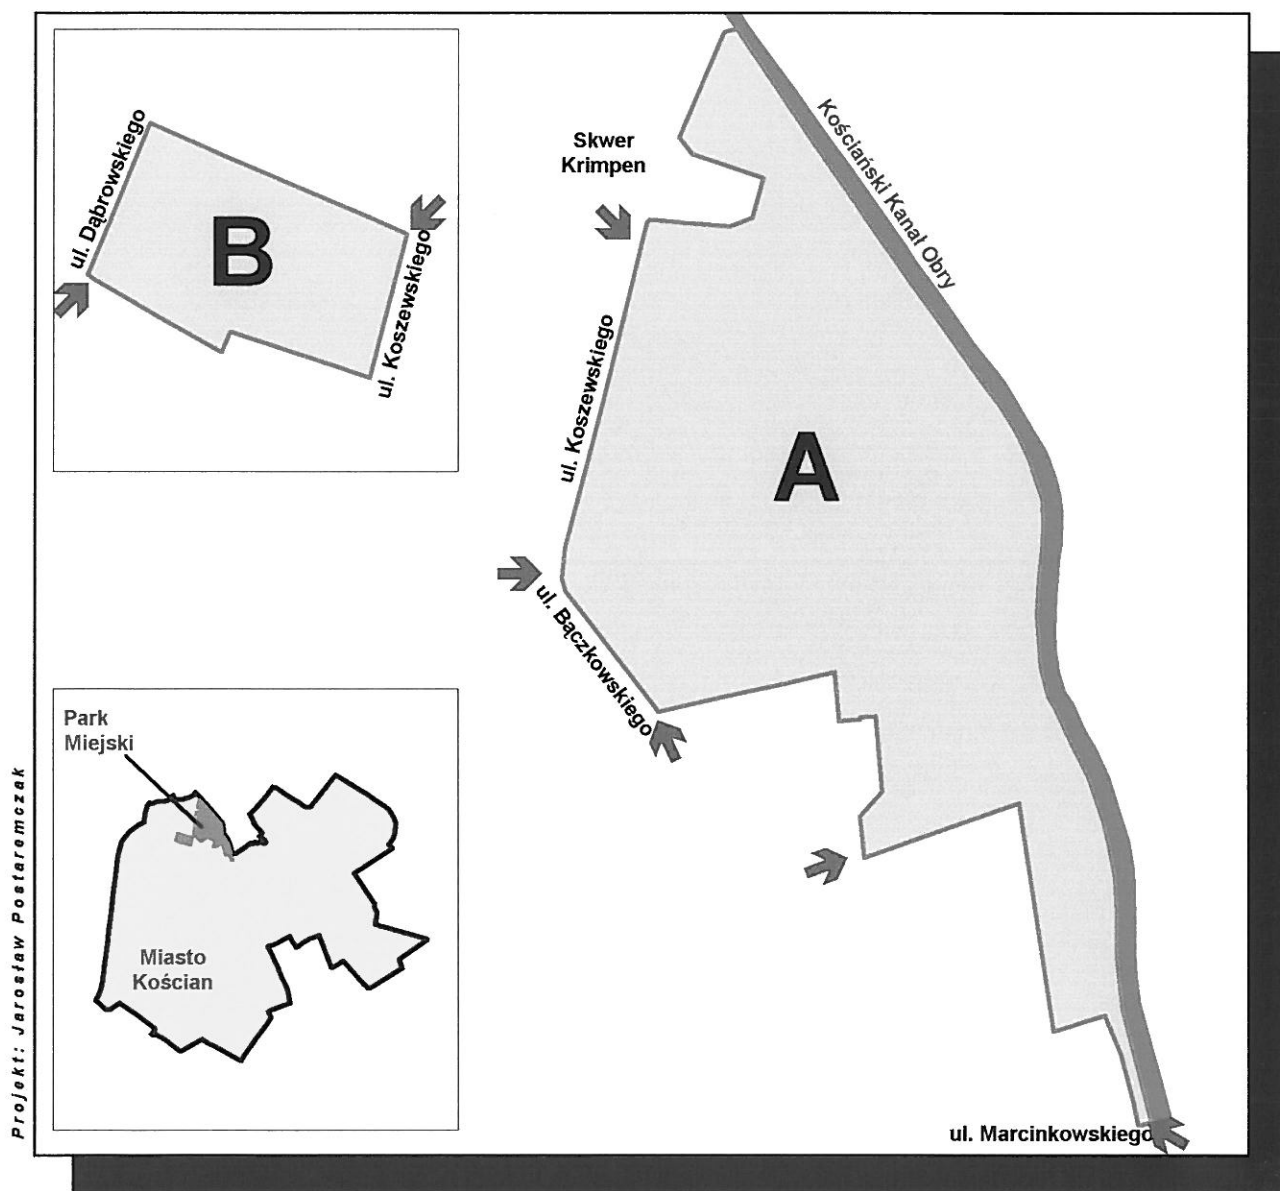 ul. Dąbrowskiego
B
ul. Koszewskiego
Skwer
Krimpen
Kościański Kanał Obry
ul. Koszewskiego
A
ul. Bączkowskiego
Park
Miejski
Miasto
Kościan
ul. Marcinkowskiego
Projekt: Jarosław Postaremczak